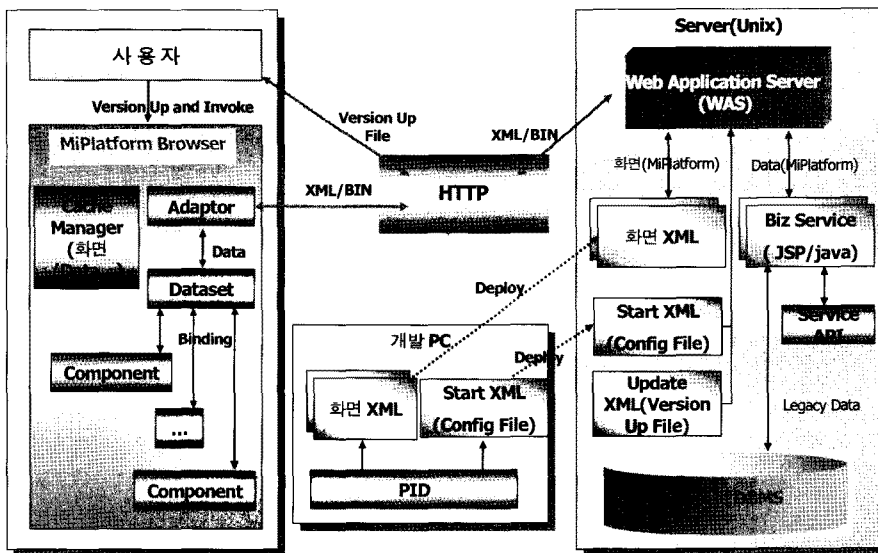 사 용 자
Version Up and Invoke
MiPlatform Browser
Cache
Manager
(화면
Adaptor
Data
Dataset
Binding
Component
...
Component
Version Up
File
XML/BIN
XML/BIN
HTTP
Deploy
Deploy
개발 PC
화면 XML
Start XML
(Config File)
PID
Server(Unix)
Web Application Server
(WAS)
화면(MiPlatform)
Data(MiPlatform)
화면 XML
Biz Service
( JSP/java)
Start XML
(Config File)
Service
API
Update
XML(Version
Up File)
Legacy Data